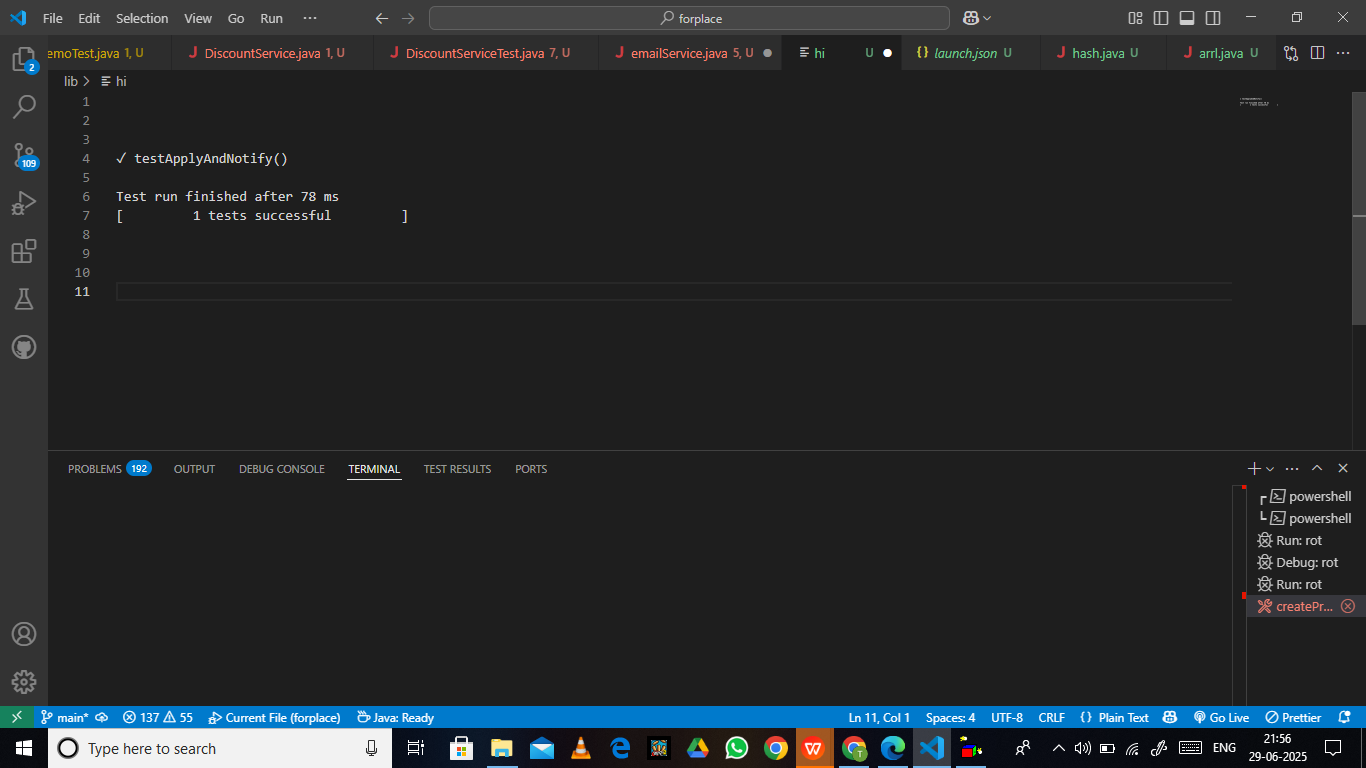 File Edit Selection View Go Run ··· forplace
emoTest.java 1, U DiscountService.java 1, U DiscountServiceTest.java 7, U emailService.java 5, U hi U launch.json U hash.java U arrl.java U
lib > hi
1
2
3
4 ✓ testApplyAndNotify()
5
6 Test run finished after 78 ms
7 [         1 tests successful         ]
8
9
10
11
PROBLEMS 192 OUTPUT DEBUG CONSOLE TERMINAL TEST RESULTS PORTS
2
109
powershell
powershell
Run: rot
Debug: rot
Run: rot
createPr...
main* 137 55 Current File (forplace) Java: Ready Ln 11, Col 1 Spaces: 4 UTF-8 CRLF {} Plain Text Go Live Prettier
Type here to search W T ENG 21:56
29-06-2025